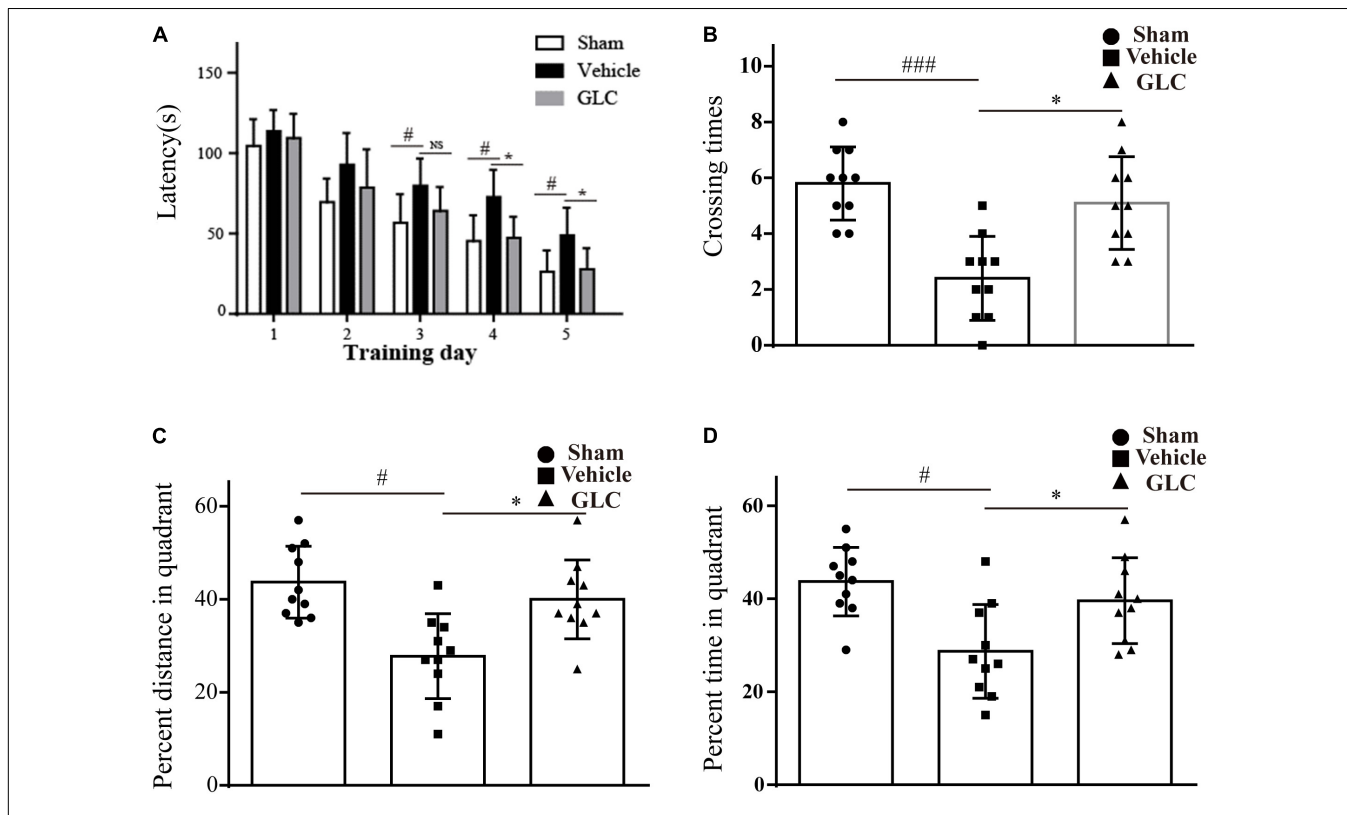 A
Sham
Vehicle
GLC
Latency(s)
150
100
50
0
# NS
# *
# *
1 2 3 4 5
Training day
B
Sham
Vehicle
GLC
Crossing times
10
8
6
4
2
0
###
*
C
Sham
Vehicle
GLC
Percent distance in quadrant
60
40
20
0
#
*
D
Sham
Vehicle
GLC
Percent time in quadrant
60
40
20
0
#
*